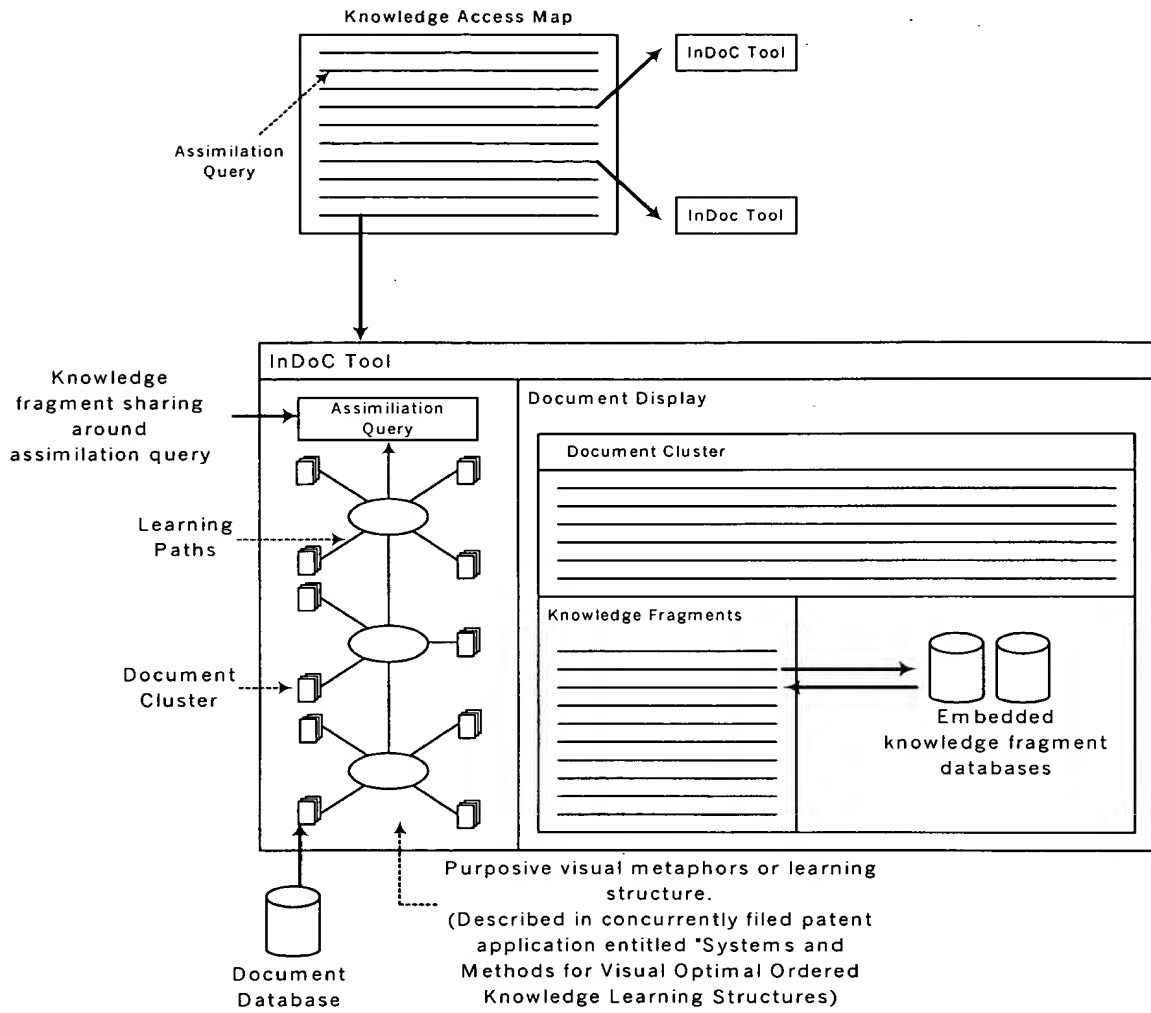 Knowledge Access Map
InDoC Tool
Assimilation
Query
InDoc Tool
InDoC Tool
Knowledge
fragment sharing
around
assimilation query
Assimiliation
Query
Document Display
Document Cluster
Learning
Paths
Knowledge Fragments
Document
Cluster
Embedded
knowledge fragment
databases
Purposive visual metaphors or learning
structure.
(Described in concurrently filed patent
application entitled "Systems and
Methods for Visual Optimal Ordered
Knowledge Learning Structures)
Document
Database